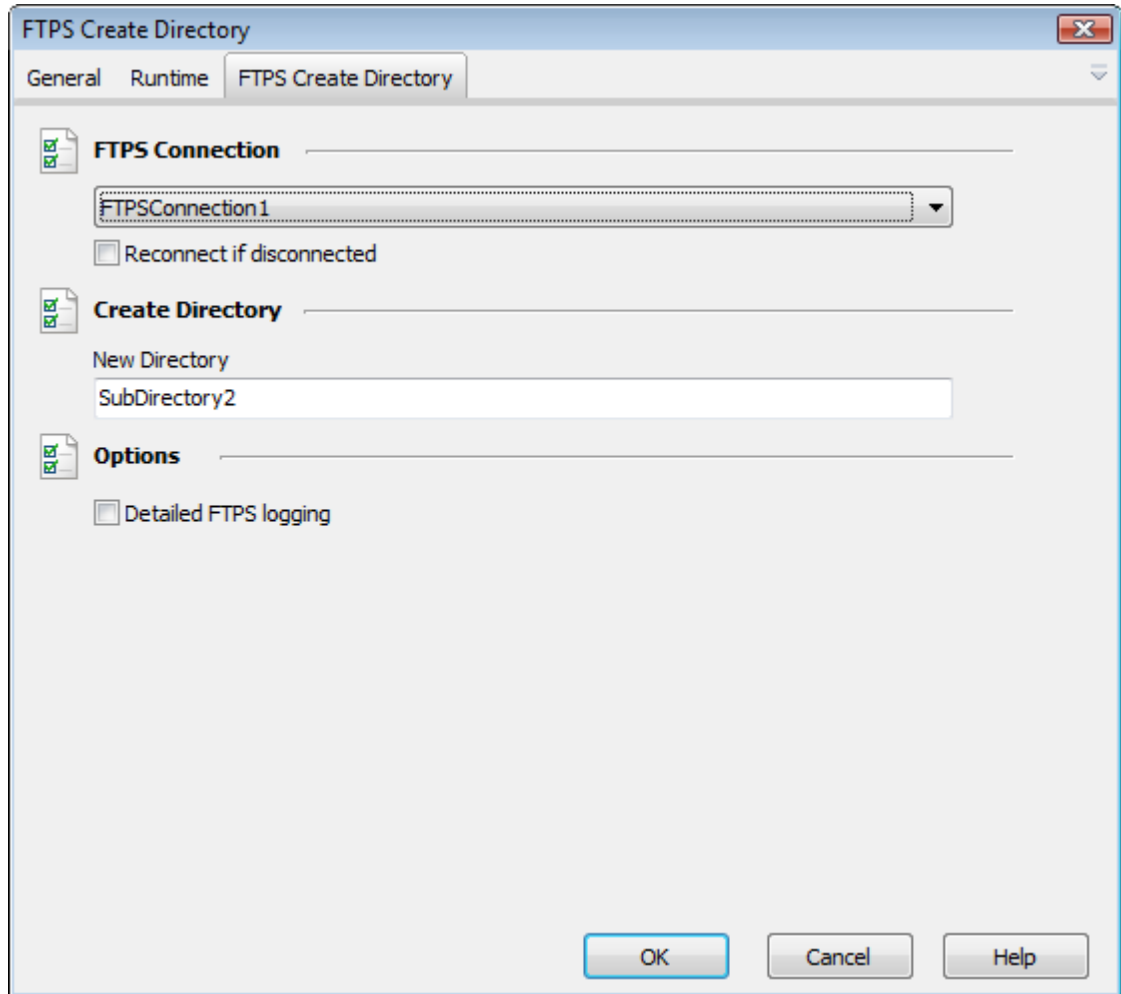 FTPS Create Directory
General Runtime FTPS Create Directory
FTPS Connection
FTPSConnection1
Reconnect if disconnected
Create Directory
New Directory
SubDirectory2
Options
Detailed FTPS logging
OK Cancel Help